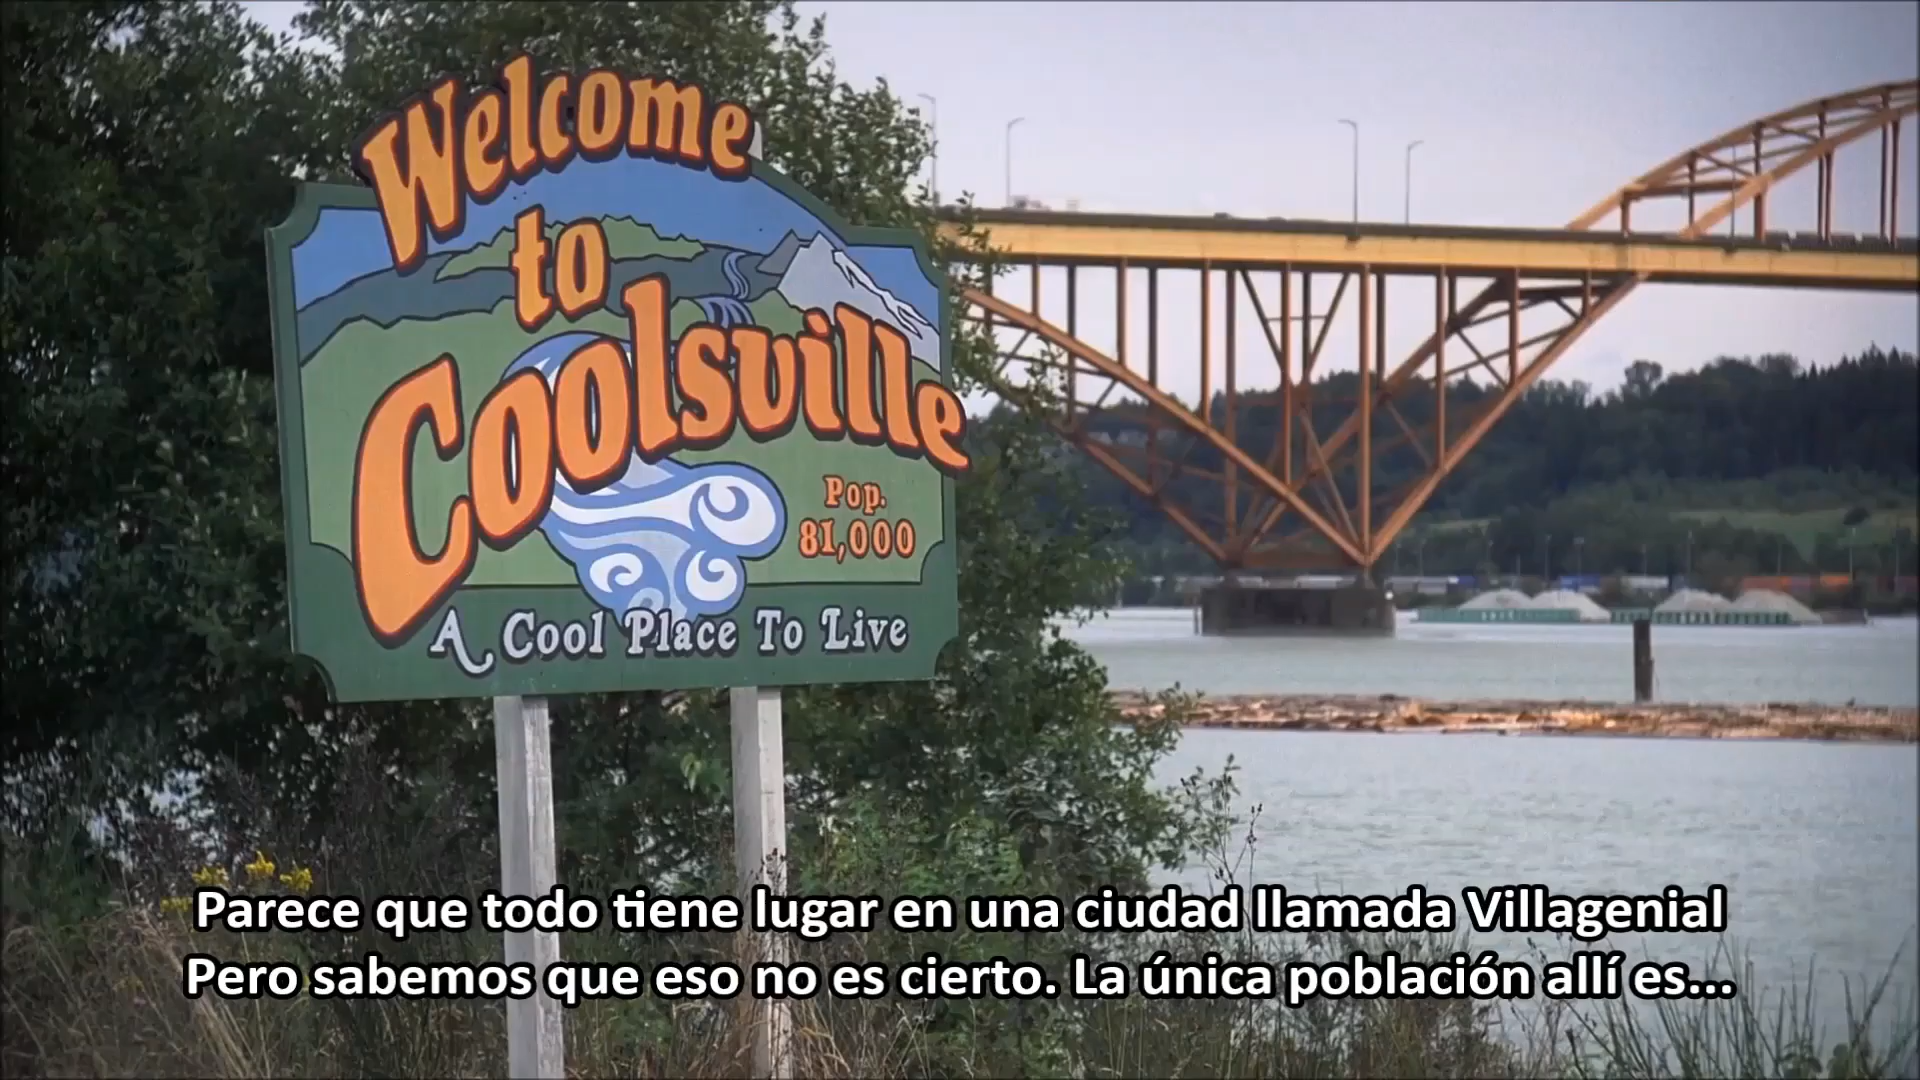 Welcome
to
Coolsville
Pop.
81,000
A Cool Place To Live
Parece que todo tiene lugar en una ciudad llamada Villagenial
Pero sabemos que eso no es cierto. La única población allí es...